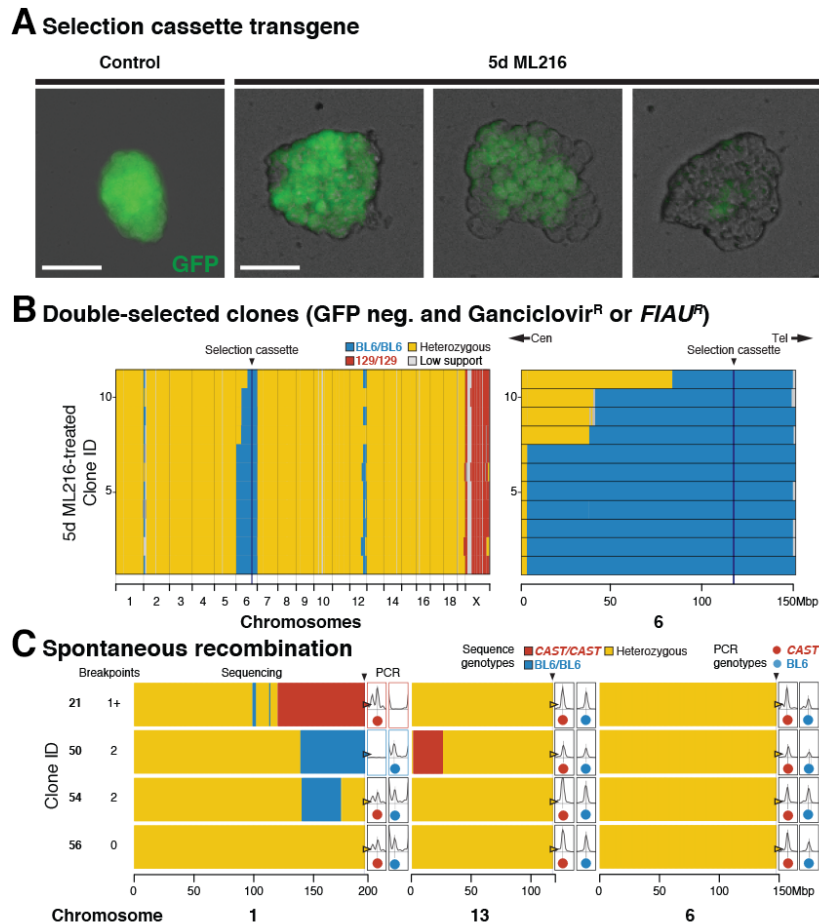 A Selection cassette transgene
Control
5d ML216
GFP
B Double-selected clones (GFP neg. and Ganciclovirᴿ or FIAUᴿ)
Selection cassette
BL6/BL6 Heterozygous
129/129 Low support
Cen
Tel
Selection cassette
5d ML216-treated
Clone ID
10
5
10
5
1 2 3 4 5 6 7 8 9 10 12 14 16 18 X
Chromosomes
0 50 100 150Mbp
6
C Spontaneous recombination
Sequence genotypes
CAST/CAST Heterozygous
BL6/BL6
PCR genotypes
CAST
BL6
Breakpoints
Sequencing
PCR
Clone ID
21 1+
50 2
54 2
56 0
0 50 100 150 200
0 50 100
0 50 100 150Mbp
Chromosome 1 13 6